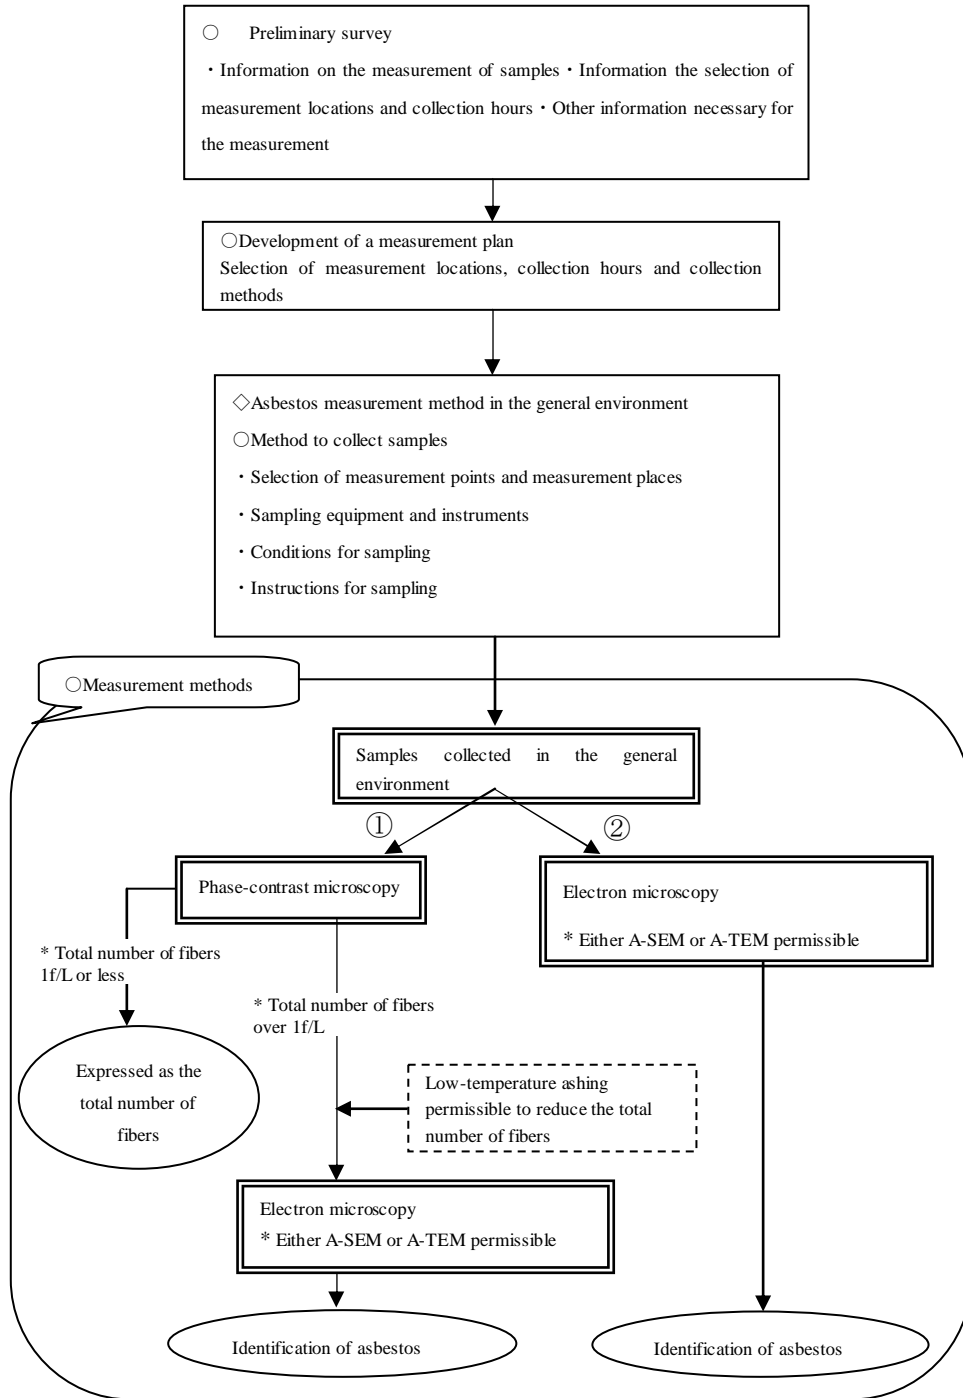 ○ Preliminary survey
・Information on the measurement of samples・Information the selection of
measurement locations and collection hours・Other information necessary for
the measurement
○Development of a measurement plan
Selection of measurement locations, collection hours and collection
methods
◇Asbestos measurement method in the general environment
○Method to collect samples
・Selection of measurement points and measurement places
・Sampling equipment and instruments
・Conditions for sampling
・Instructions for sampling
○Measurement methods
Samples collected in the general
environment
①
②
Phase-contrast microscopy
Electron microscopy
* Either A-SEM or A-TEM permissible
* Total number of fibers
1f/L or less
* Total number of fibers
over 1f/L
Expressed as the
total number of
fibers
Low-temperature ashing
permissible to reduce the total
number of fibers
Electron microscopy
* Either A-SEM or A-TEM permissible
Identification of asbestos
Identification of asbestos